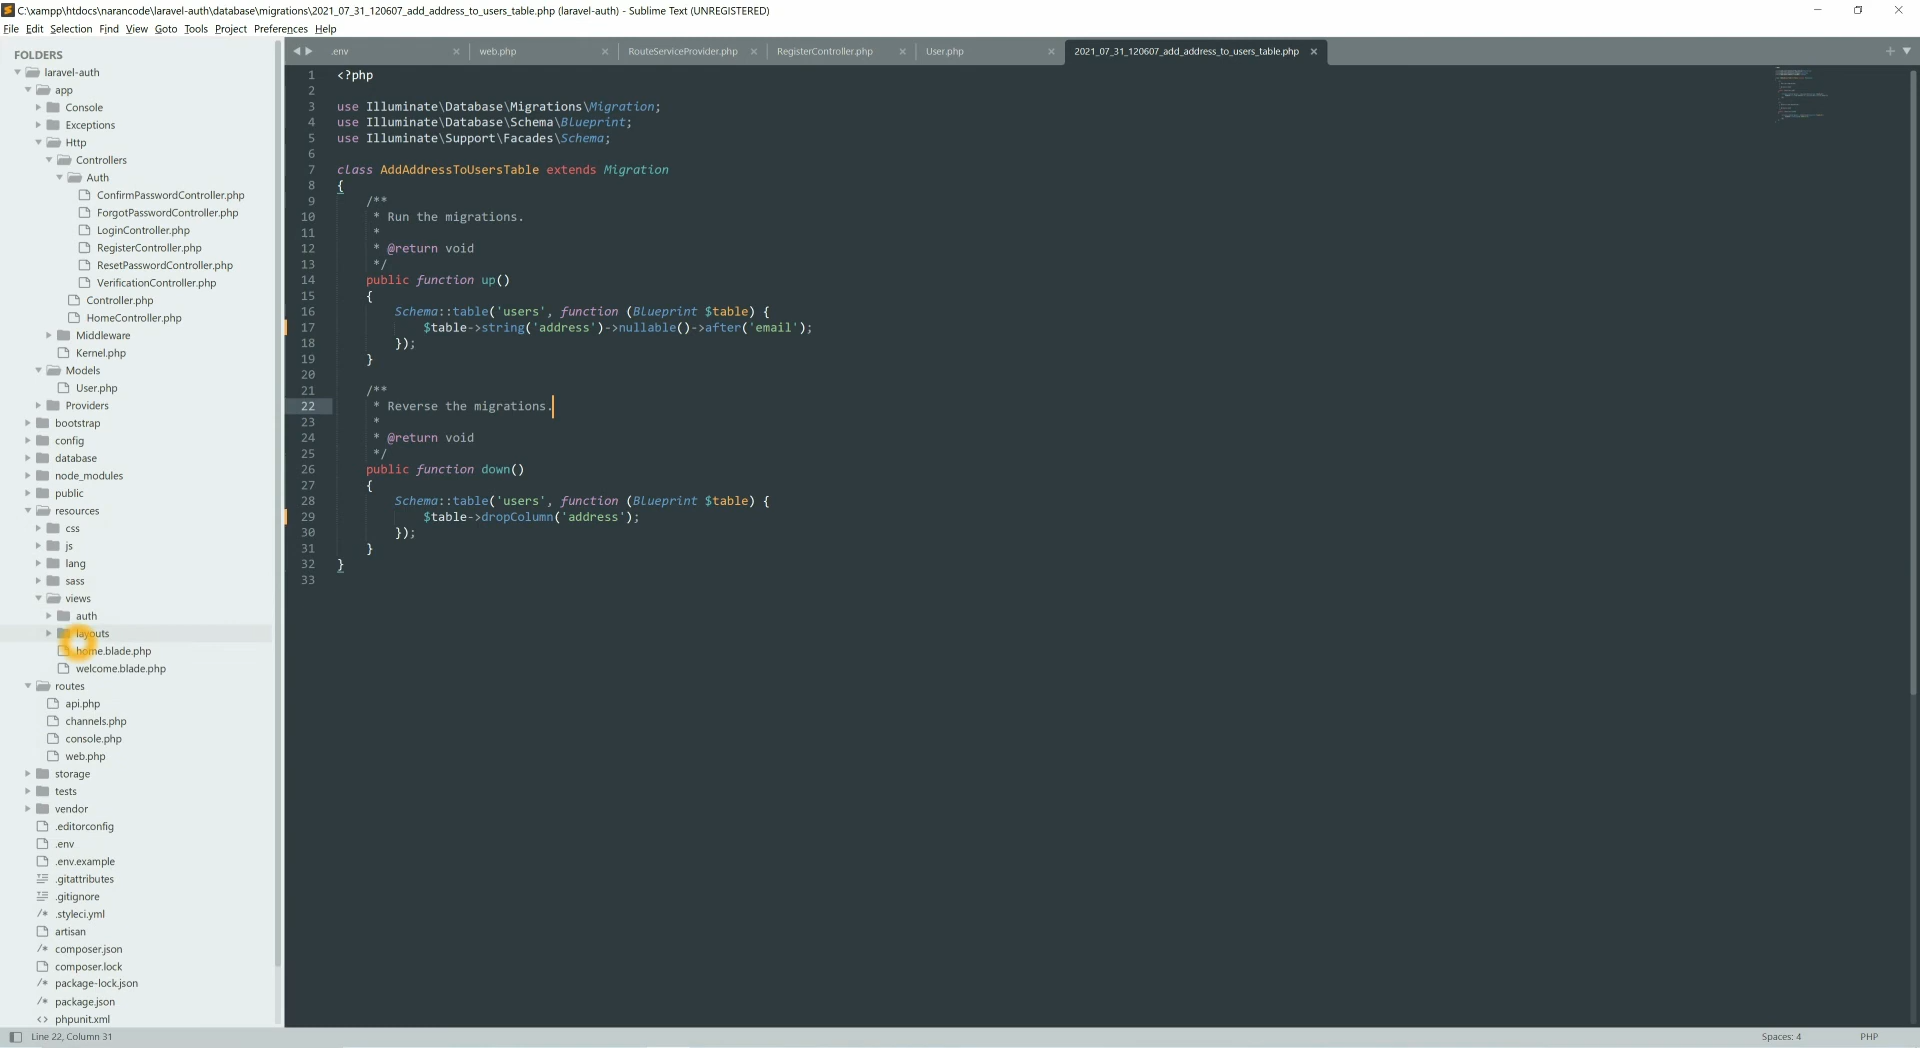 C:\xampp\htdocs\narancode\laravel-auth\database\migrations\2021_07_31_120607_add_address_to_users_table.php (laravel-auth) - Sublime Text (UNREGISTERED)
File Edit Selection Find View Goto Tools Project Preferences Help
.env web.php RouteServiceProvider.php RegisterController.php User.php 2021_07_31_120607_add_address_to_users_table.php
FOLDERS
laravel-auth
app
Console
Exceptions
Http
Controllers
Auth
ConfirmPasswordController.php
ForgotPasswordController.php
LoginController.php
RegisterController.php
ResetPasswordController.php
VerificationController.php
Controller.php
HomeController.php
Middleware
Kernel.php
Models
User.php
Providers
bootstrap
config
database
node_modules
public
resources
css
js
lang
sass
views
auth
layouts
home.blade.php
welcome.blade.php
routes
api.php
channels.php
console.php
web.php
storage
tests
vendor
.editorconfig
.env
.env.example
.gitattributes
.gitignore
/* .styleci.yml
artisan
/* composer.json
composer.lock
/* package-lock.json
/* package.json
<> phpunit.xml
1 <?php
2
3 use Illuminate\Database\Migrations\Migration;
4 use Illuminate\Database\Schema\Blueprint;
5 use Illuminate\Support\Facades\Schema;
6
7 class AddAddressToUsersTable extends Migration
8 {
9 /**
10 * Run the migrations.
11 *
12 * @return void
13 */
14 public function up()
15 {
16 Schema::table('users', function (Blueprint $table) {
17 $table->string('address')->nullable()->after('email');
18 });
19 }
20
21 /**
22 * Reverse the migrations.
23 *
24 * @return void
25 */
26 public function down()
27 {
28 Schema::table('users', function (Blueprint $table) {
29 $table->dropColumn('address');
30 });
31 }
32 }
33
Line 22, Column 31 Spaces: 4 PHP